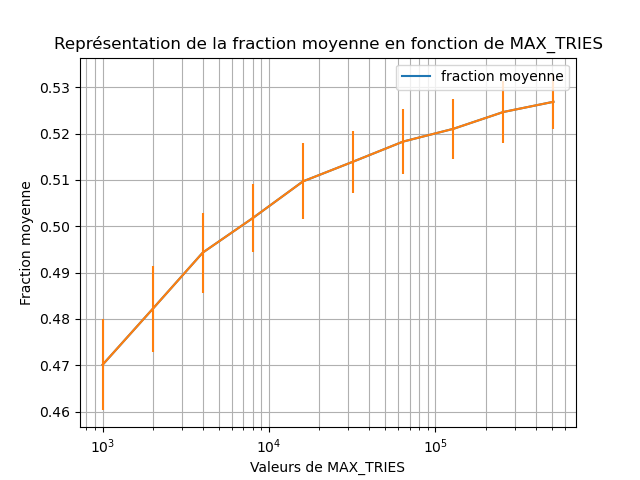 Représentation de la fraction moyenne en fonction de MAX_TRIES
fraction moyenne
0.53
0.52
0.51
0.50
0.49
0.48
0.47
0.46
Fraction moyenne
10³
10⁴
10⁵
Valeurs de MAX_TRIES